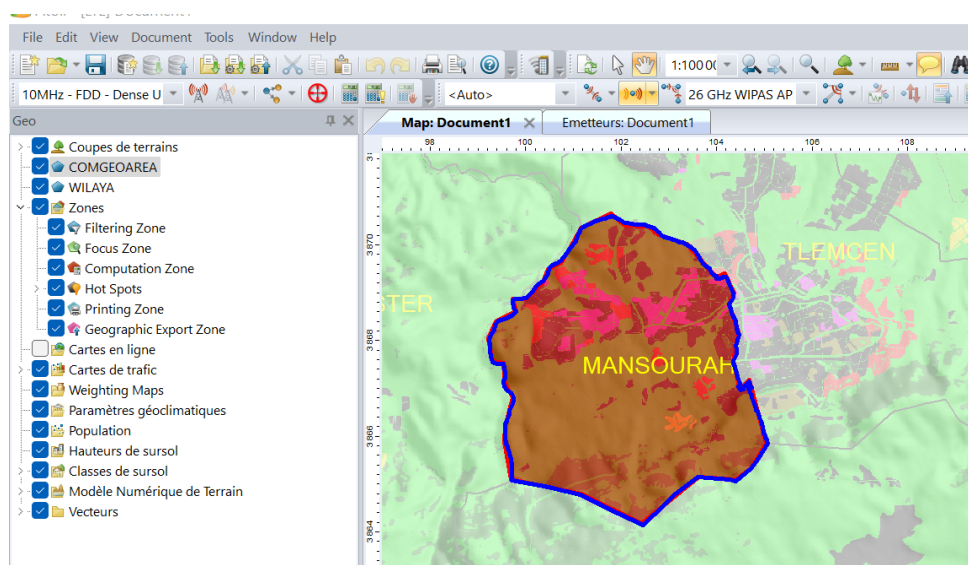 File Edit View Document Tools Window Help
1:1000
10MHz - FDD - Dense U
<Auto>
26 GHz WIPAS AP
Geo
Map: Document1
Emetteurs: Document1
Coupes de terrains
COMGEOAREA
WILAYA
Zones
Filtering Zone
Focus Zone
Computation Zone
Hot Spots
Printing Zone
Geographic Export Zone
Cartes en ligne
Cartes de trafic
Weighting Maps
Paramètres géoclimatiques
Population
Hauteurs de sursol
Classes de sursol
Modèle Numérique de Terrain
Vecteurs
98 100 102 104 106 108
3 870
3 868
3 866
3 864
TLEMCEN
STER
MANSOURAH